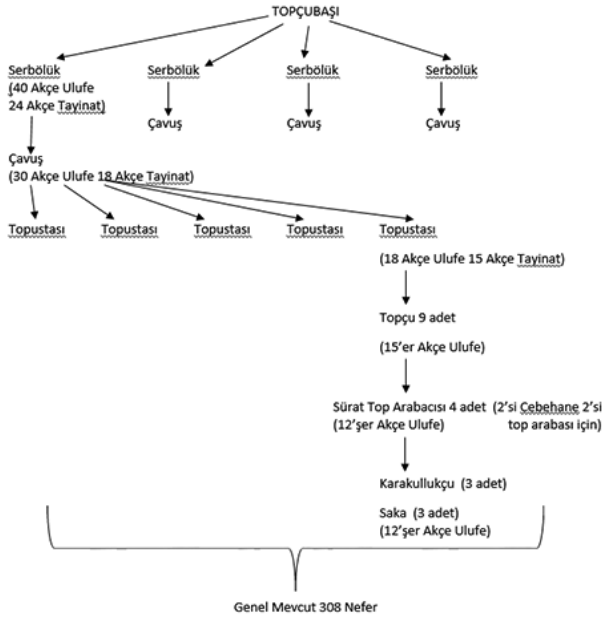 TOPÇUBAŞI
Serbölük
(40 Akçe Ulufe
24 Akçe Tayinat)
Serbölük
Serbölük
Serbölük
Çavuş
Çavuş
Çavuş
Çavuş
(30 Akçe Ulufe 18 Akçe Tayinat)
Topustası
Topustası
Topustası
Topustası
Topustası
(18 Akçe Ulufe 15 Akçe Tayinat)
Topçu 9 adet
(15'er Akçe Ulufe)
Sürat Top Arabacısı 4 adet (2'si Cebehane 2'si
(12'şer Akçe Ulufe) top arabası için)
Karakullukçu (3 adet)
Saka (3 adet)
(12'şer Akçe Ulufe)
Genel Mevcut 308 Nefer